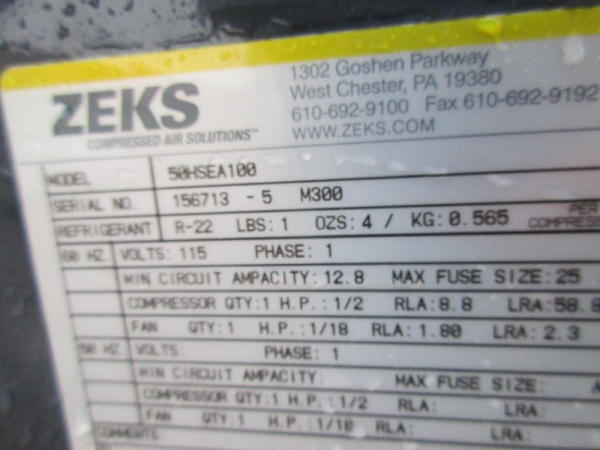 ZEKS
COMPRESSED AIR SOLUTIONS™
1302 Goshen Parkway
West Chester, PA 19380
610-692-9100 Fax 610-692-9192
WWW.ZEKS.COM
MODEL 50HSEA100
SERIAL NO. 156713 - 5 M300
REFRIGERANT R-22 LBS: 1 OZS: 4 / KG: 0.565 PER COMPRESS
60 HZ VOLTS: 115 PHASE: 1
MIN CIRCUIT AMPACITY: 12.8 MAX FUSE SIZE: 25
COMPRESSOR QTY:1 H.P.:1/2 RLA:8.8 LRA:58.8
FAN QTY:1 H.P.:1/18 RLA:1.80 LRA:2.3
50 HZ VOLTS: PHASE: 1
MIN CIRCUIT AMPACITY: MAX FUSE SIZE: A
COMPRESSOR QTY:1 H.P.:1/2 RLA: LRA:
FAN QTY:1 H.P.:1/18 RLA: LRA:
COMMENTS: